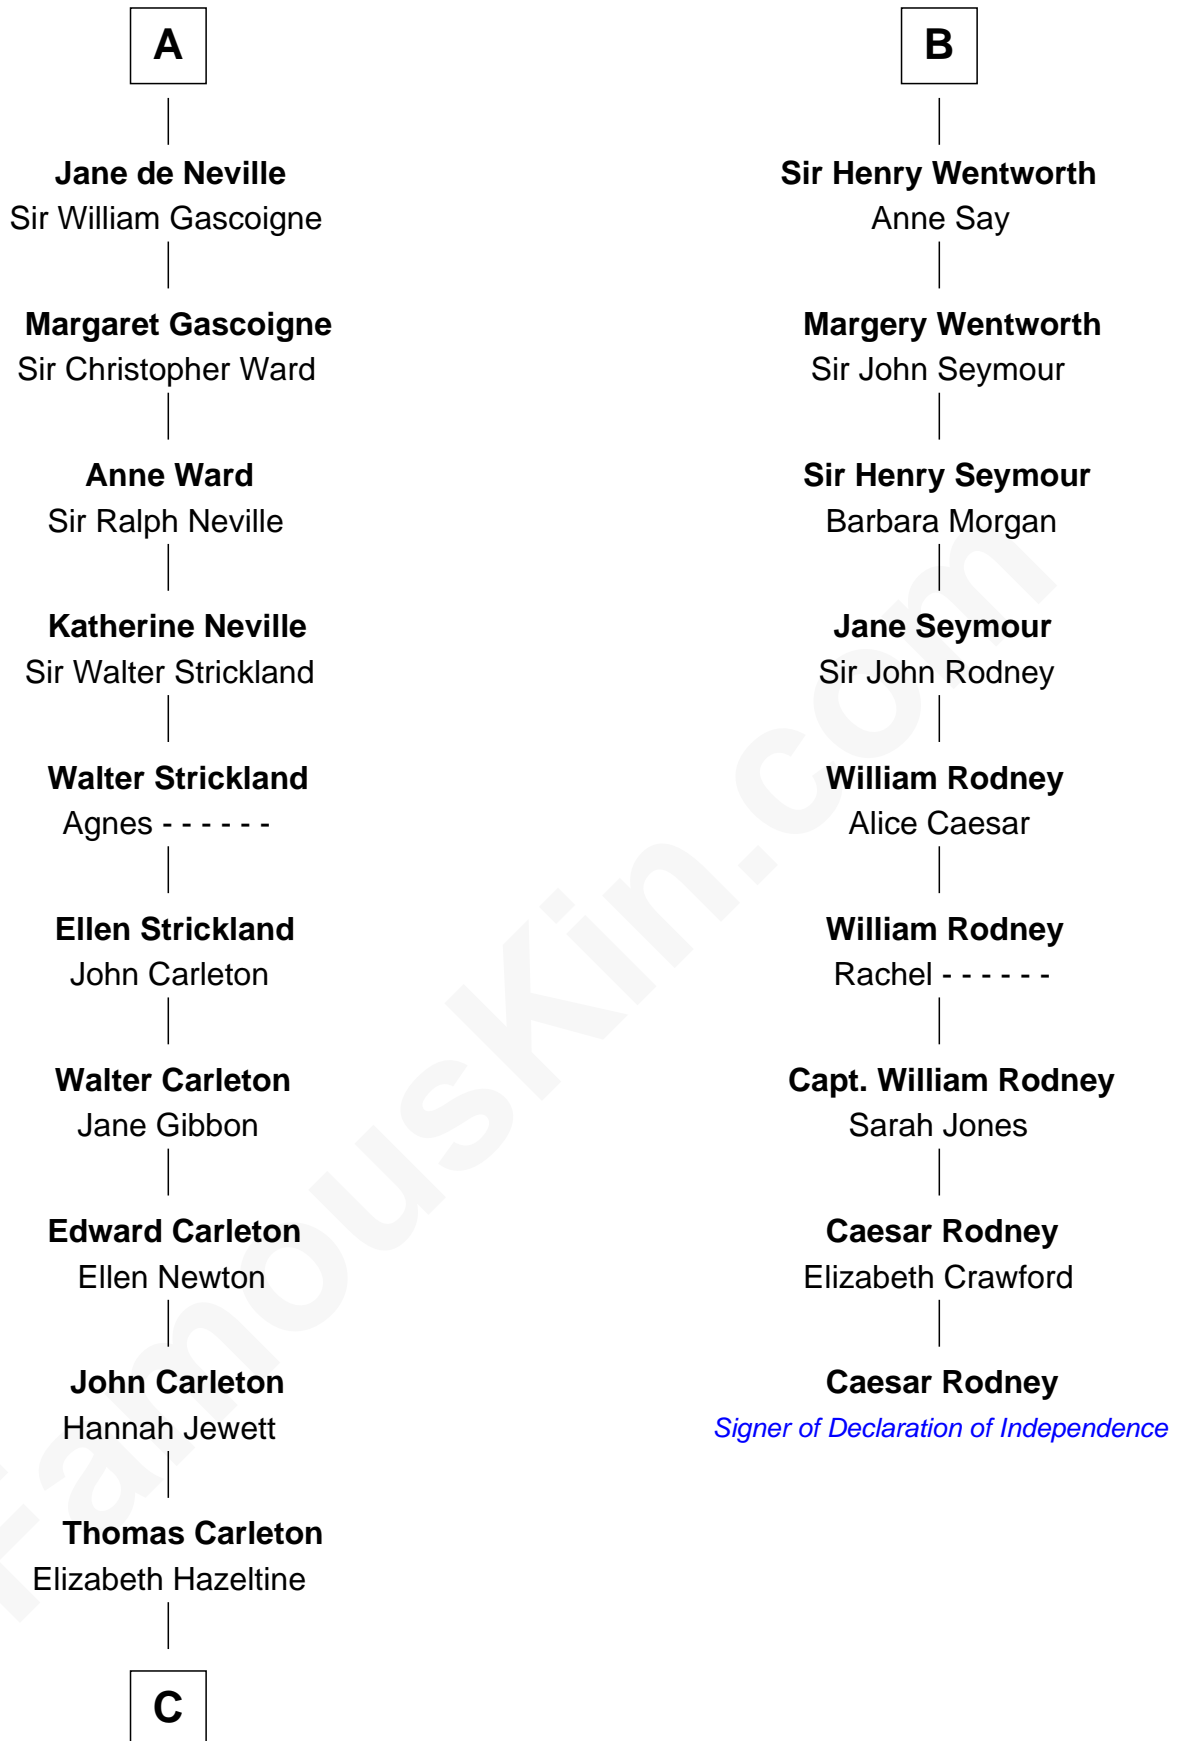 A
Jane de Neville
Sir William Gascoigne
Margaret Gascoigne
Sir Christopher Ward
Anne Ward
Sir Ralph Neville
Katherine Neville
Sir Walter Strickland
Walter Strickland
Agnes - - - - - -
Ellen Strickland
John Carleton
Walter Carleton
Jane Gibbon
Edward Carleton
Ellen Newton
John Carleton
Hannah Jewett
Thomas Carleton
Elizabeth Hazeltine
C
B
Sir Henry Wentworth
Anne Say
Margery Wentworth
Sir John Seymour
Sir Henry Seymour
Barbara Morgan
Jane Seymour
Sir John Rodney
William Rodney
Alice Caesar
William Rodney
Rachel - - - - - -
Capt. William Rodney
Sarah Jones
Caesar Rodney
Elizabeth Crawford
Caesar Rodney
Signer of Declaration of Independence
FamousKin.com